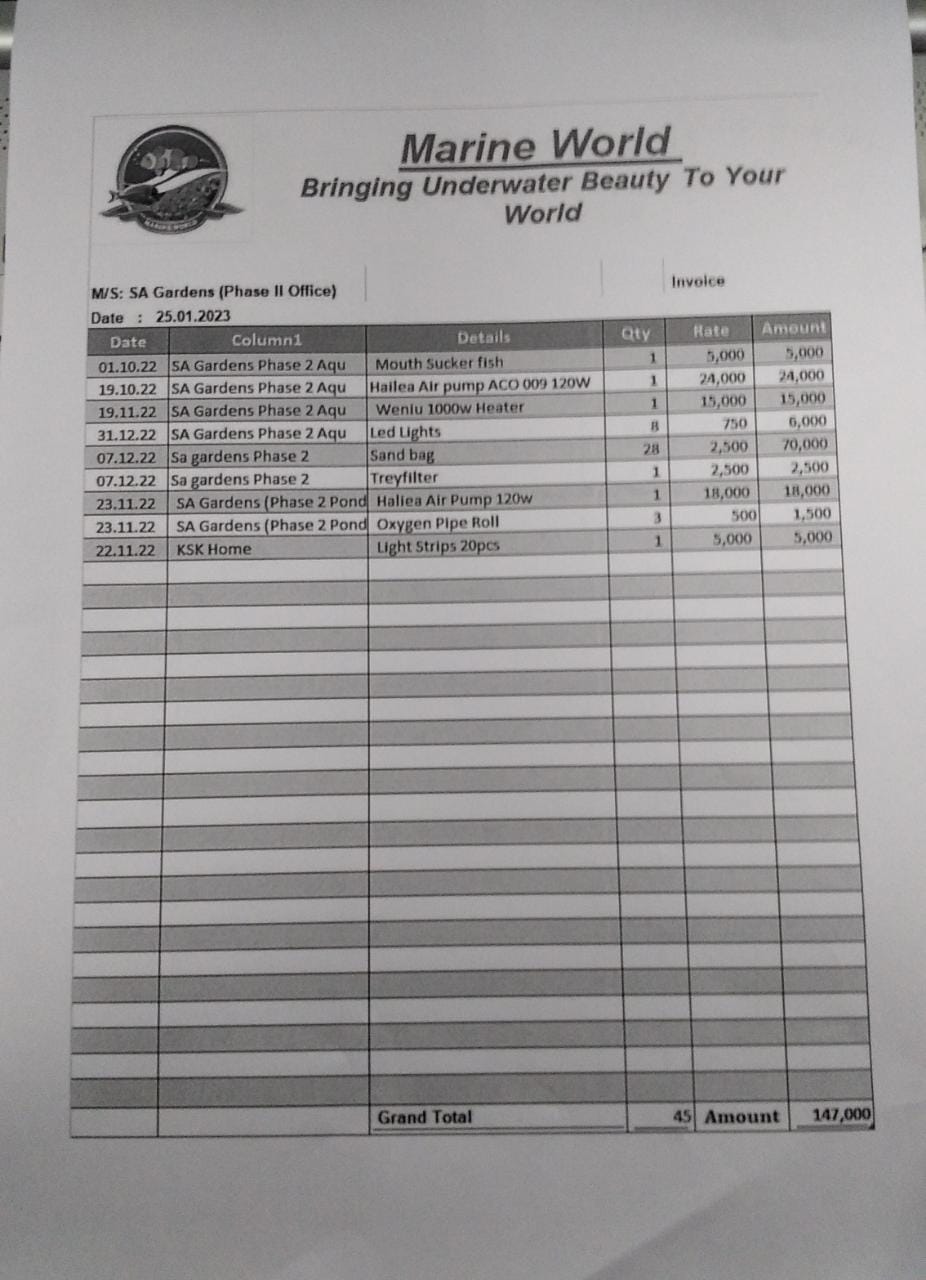 MARINE WORLD
Marine World
Bringing Underwater Beauty To Your
World
M/S: SA Gardens (Phase II Office)
Invoice
Date : 25.01.2023
Date Column1 Details Qty Rate Amount
01.10.22 SA Gardens Phase 2 Aqu Mouth Sucker fish 1 5,000 5,000
19.10.22 SA Gardens Phase 2 Aqu Hailea Air pump ACO 009 120W 1 24,000 24,000
19.11.22 SA Gardens Phase 2 Aqu Weniu 1000w Heater 1 15,000 15,000
31.12.22 SA Gardens Phase 2 Aqu Led Lights 8 750 6,000
07.12.22 Sa gardens Phase 2 Sand bag 28 2,500 70,000
07.12.22 Sa gardens Phase 2 Treyfilter 1 2,500 2,500
23.11.22 SA Gardens (Phase 2 Pond Haliea Air Pump 120w 1 18,000 18,000
23.11.22 SA Gardens (Phase 2 Pond Oxygen Pipe Roll 3 500 1,500
22.11.22 KSK Home Light Strips 20pcs 1 5,000 5,000
Grand Total 45 Amount 147,000